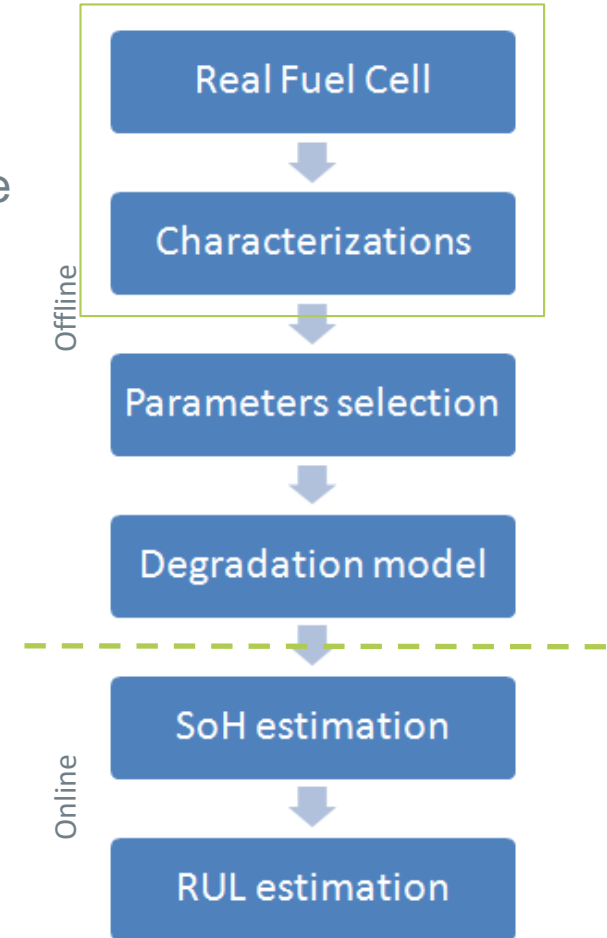 Real Fuel Cell
e
Characterizations
Offline
Parameters selection
Degradation model
SoH estimation
Online
RUL estimation